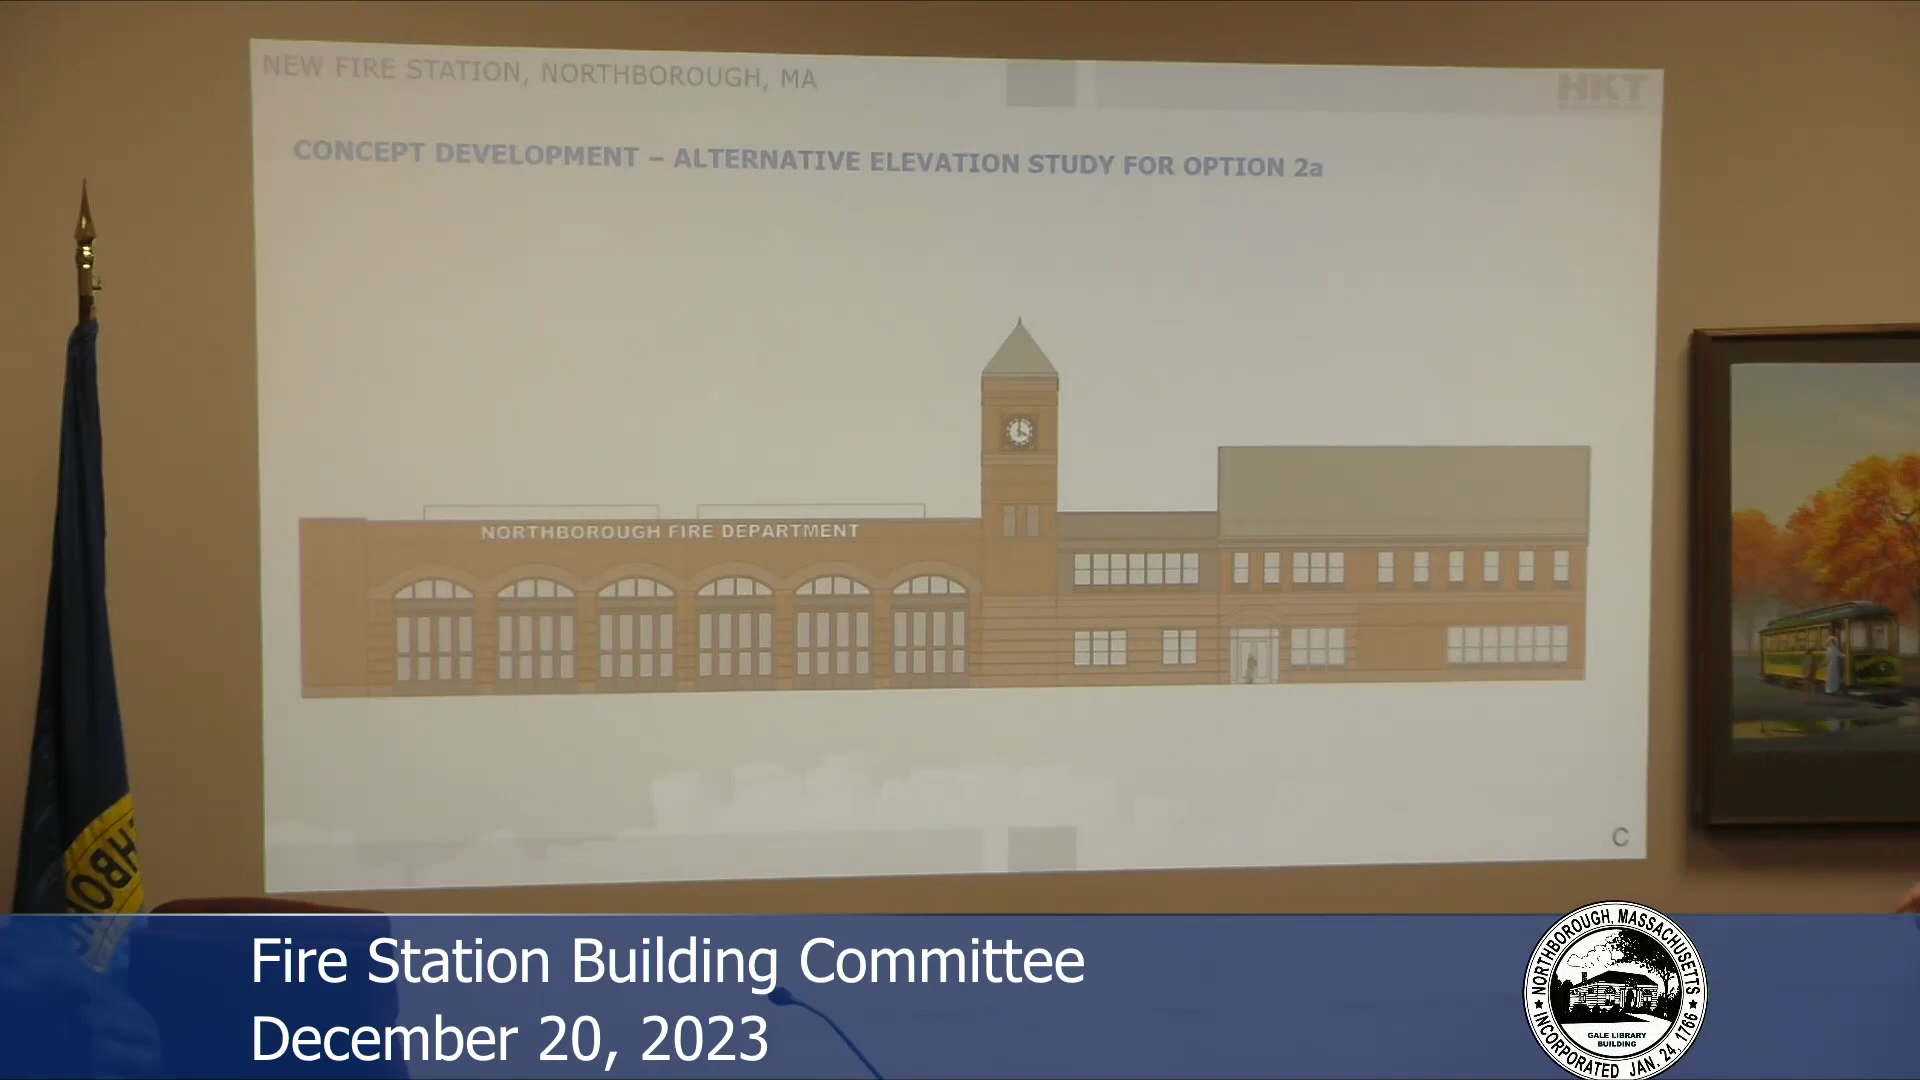 NEW FIRE STATION, NORTHBOROUGH, MA
HKT
CONCEPT DEVELOPMENT – ALTERNATIVE ELEVATION STUDY FOR OPTION 2a
NORTHBOROUGH FIRE DEPARTMENT
C
HBORO
Fire Station Building Committee
December 20, 2023
NORTHBOROUGH, MASSACHUSETTS
GALE LIBRARY
BUILDING
INCORPORATED JAN. 24, 1766